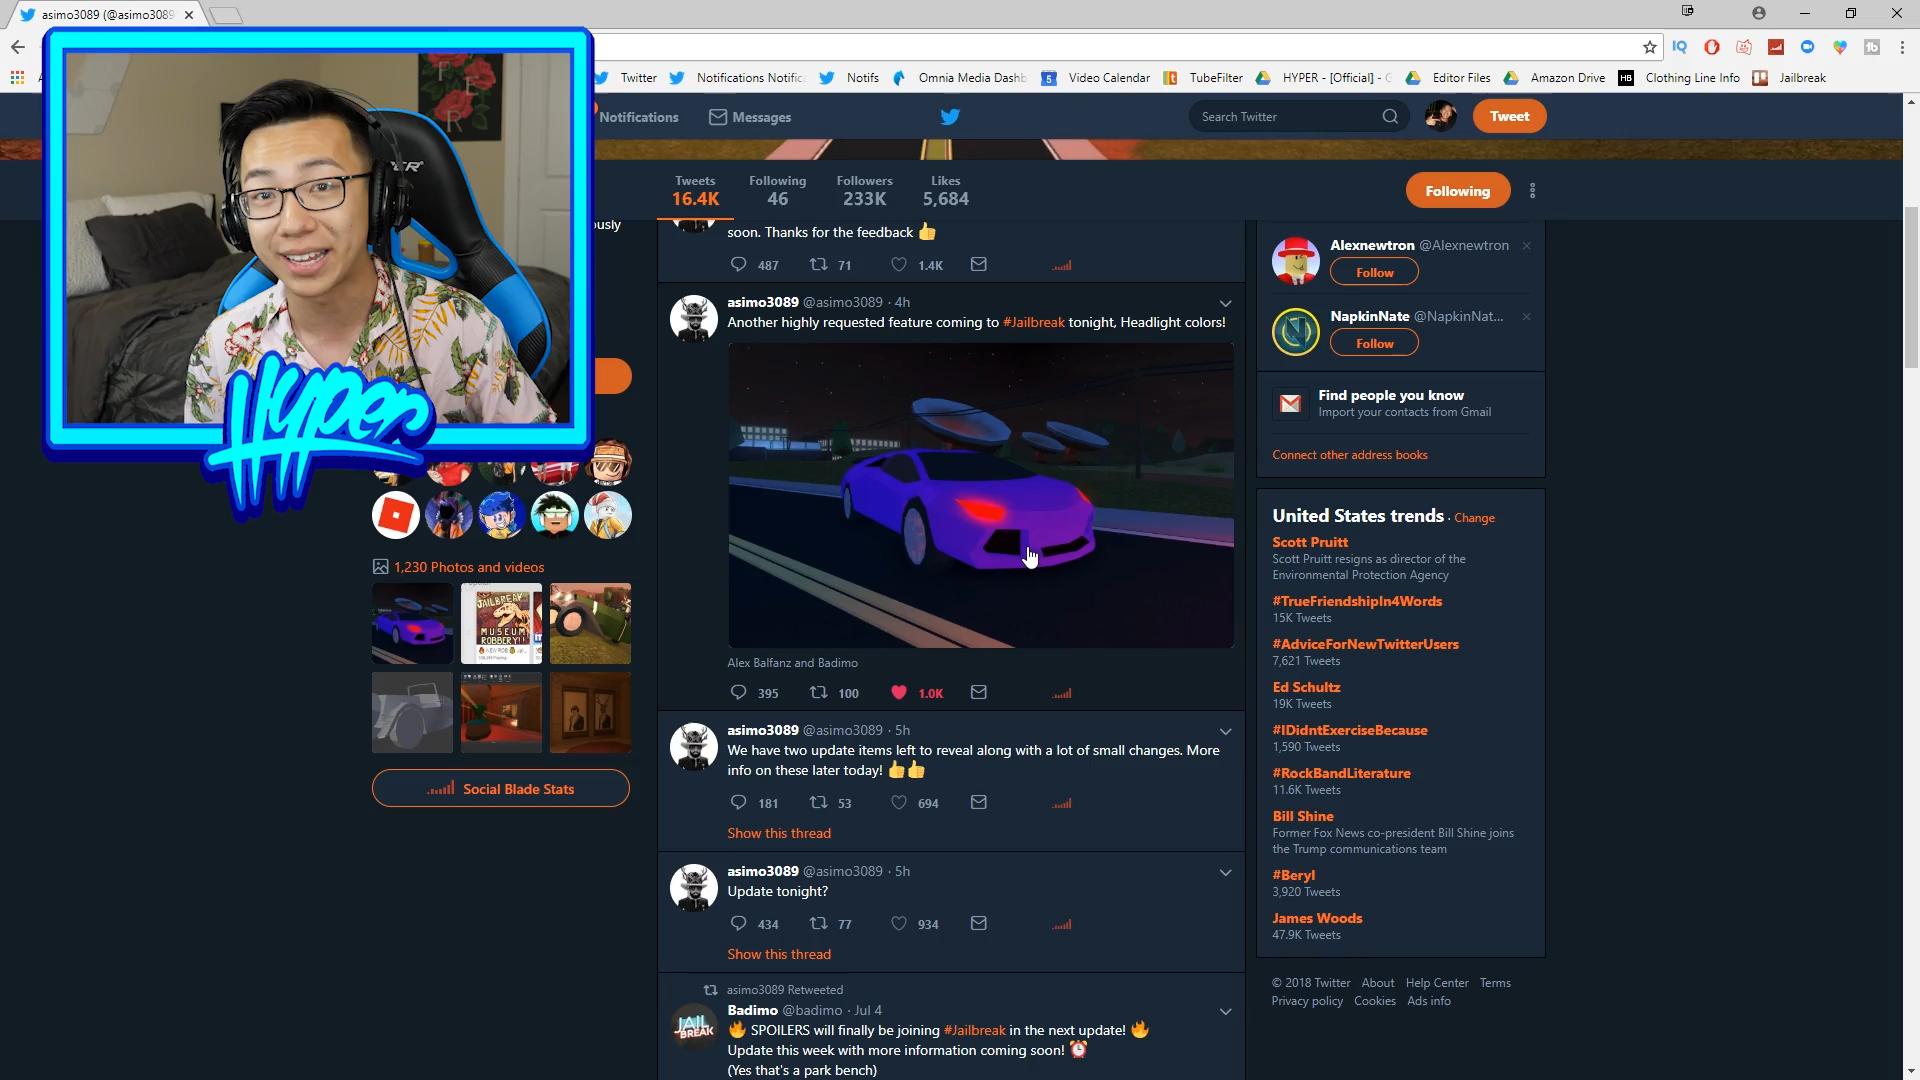 asimo3089 (@asimo3089
Twitter
Notifications Notific
Notifs
Omnia Media Dashb
Video Calendar
TubeFilter
HYPER - [Official] - G
Editor Files
Amazon Drive
Clothing Line Info
Jailbreak
Notifications
Messages
Search Twitter
Tweet
Tweets
16.4K
Following
46
Followers
233K
Likes
5,684
Following
ously
Hyper
1,230 Photos and videos
JAILBREAK
MUSEUM
ROBBERY!!
Social Blade Stats
soon. Thanks for the feedback 👍
487 71 1.4K
asimo3089 @asimo3089 · 4h
Another highly requested feature coming to #Jailbreak tonight, Headlight colors!
Alex Balfanz and Badimo
395 100 1.0K
asimo3089 @asimo3089 · 5h
We have two update items left to reveal along with a lot of small changes. More
info on these later today! 👍👍
181 53 694
Show this thread
asimo3089 @asimo3089 · 5h
Update tonight?
434 77 934
Show this thread
asimo3089 Retweeted
JAIL
BREAK
Badimo @badimo · Jul 4
🔥 SPOILERS will finally be joining #Jailbreak in the next update! 🔥
Update this week with more information coming soon! ⏰
(Yes that's a park bench)
Alexnewtron @Alexnewtron
Follow
NapkinNate @NapkinNat...
Follow
Find people you know
Import your contacts from Gmail
Connect other address books
United States trends · Change
Scott Pruitt
Scott Pruitt resigns as director of the
Environmental Protection Agency
#TrueFriendshipIn4Words
15K Tweets
#AdviceForNewTwitterUsers
7,621 Tweets
Ed Schultz
19K Tweets
#IDidntExerciseBecause
1,590 Tweets
#RockBandLiterature
11.6K Tweets
Bill Shine
Former Fox News co-president Bill Shine joins
the Trump communications team
#Beryl
3,920 Tweets
James Woods
47.9K Tweets
© 2018 Twitter About Help Center Terms
Privacy policy Cookies Ads info